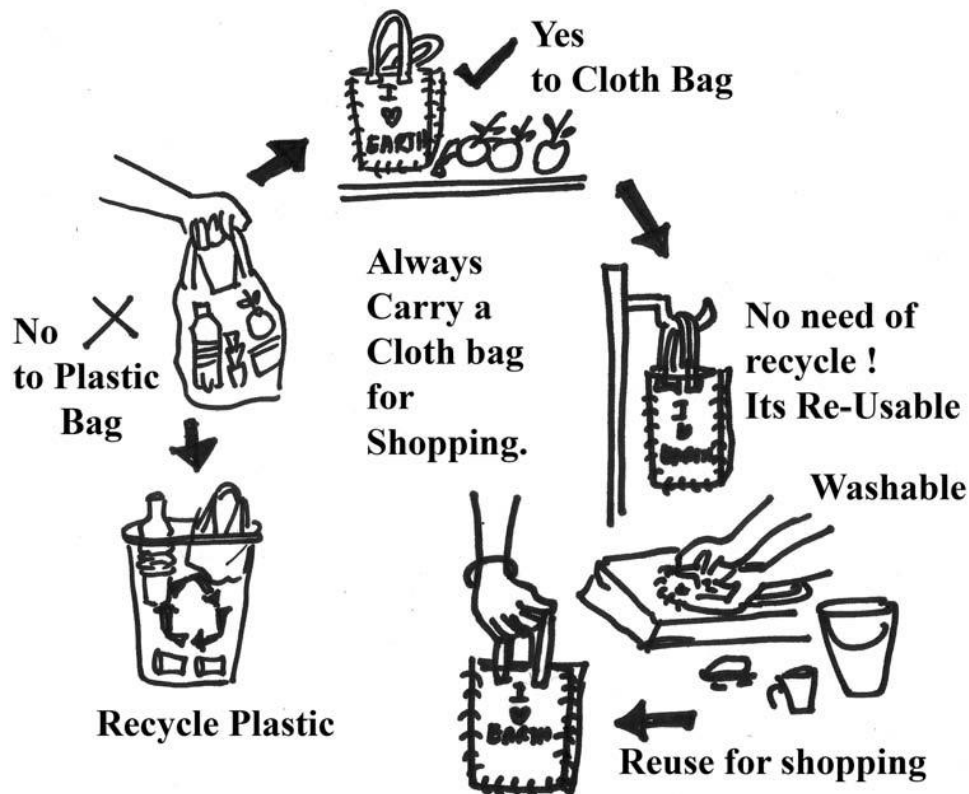 Yes
to Cloth Bag
I
EARTH
No
to Plastic
Bag
Always
Carry a
Cloth bag
for
Shopping.
No need of
recycle !
Its Re-Usable
I
Washable
Recycle Plastic
I
EARTH
Reuse for shopping